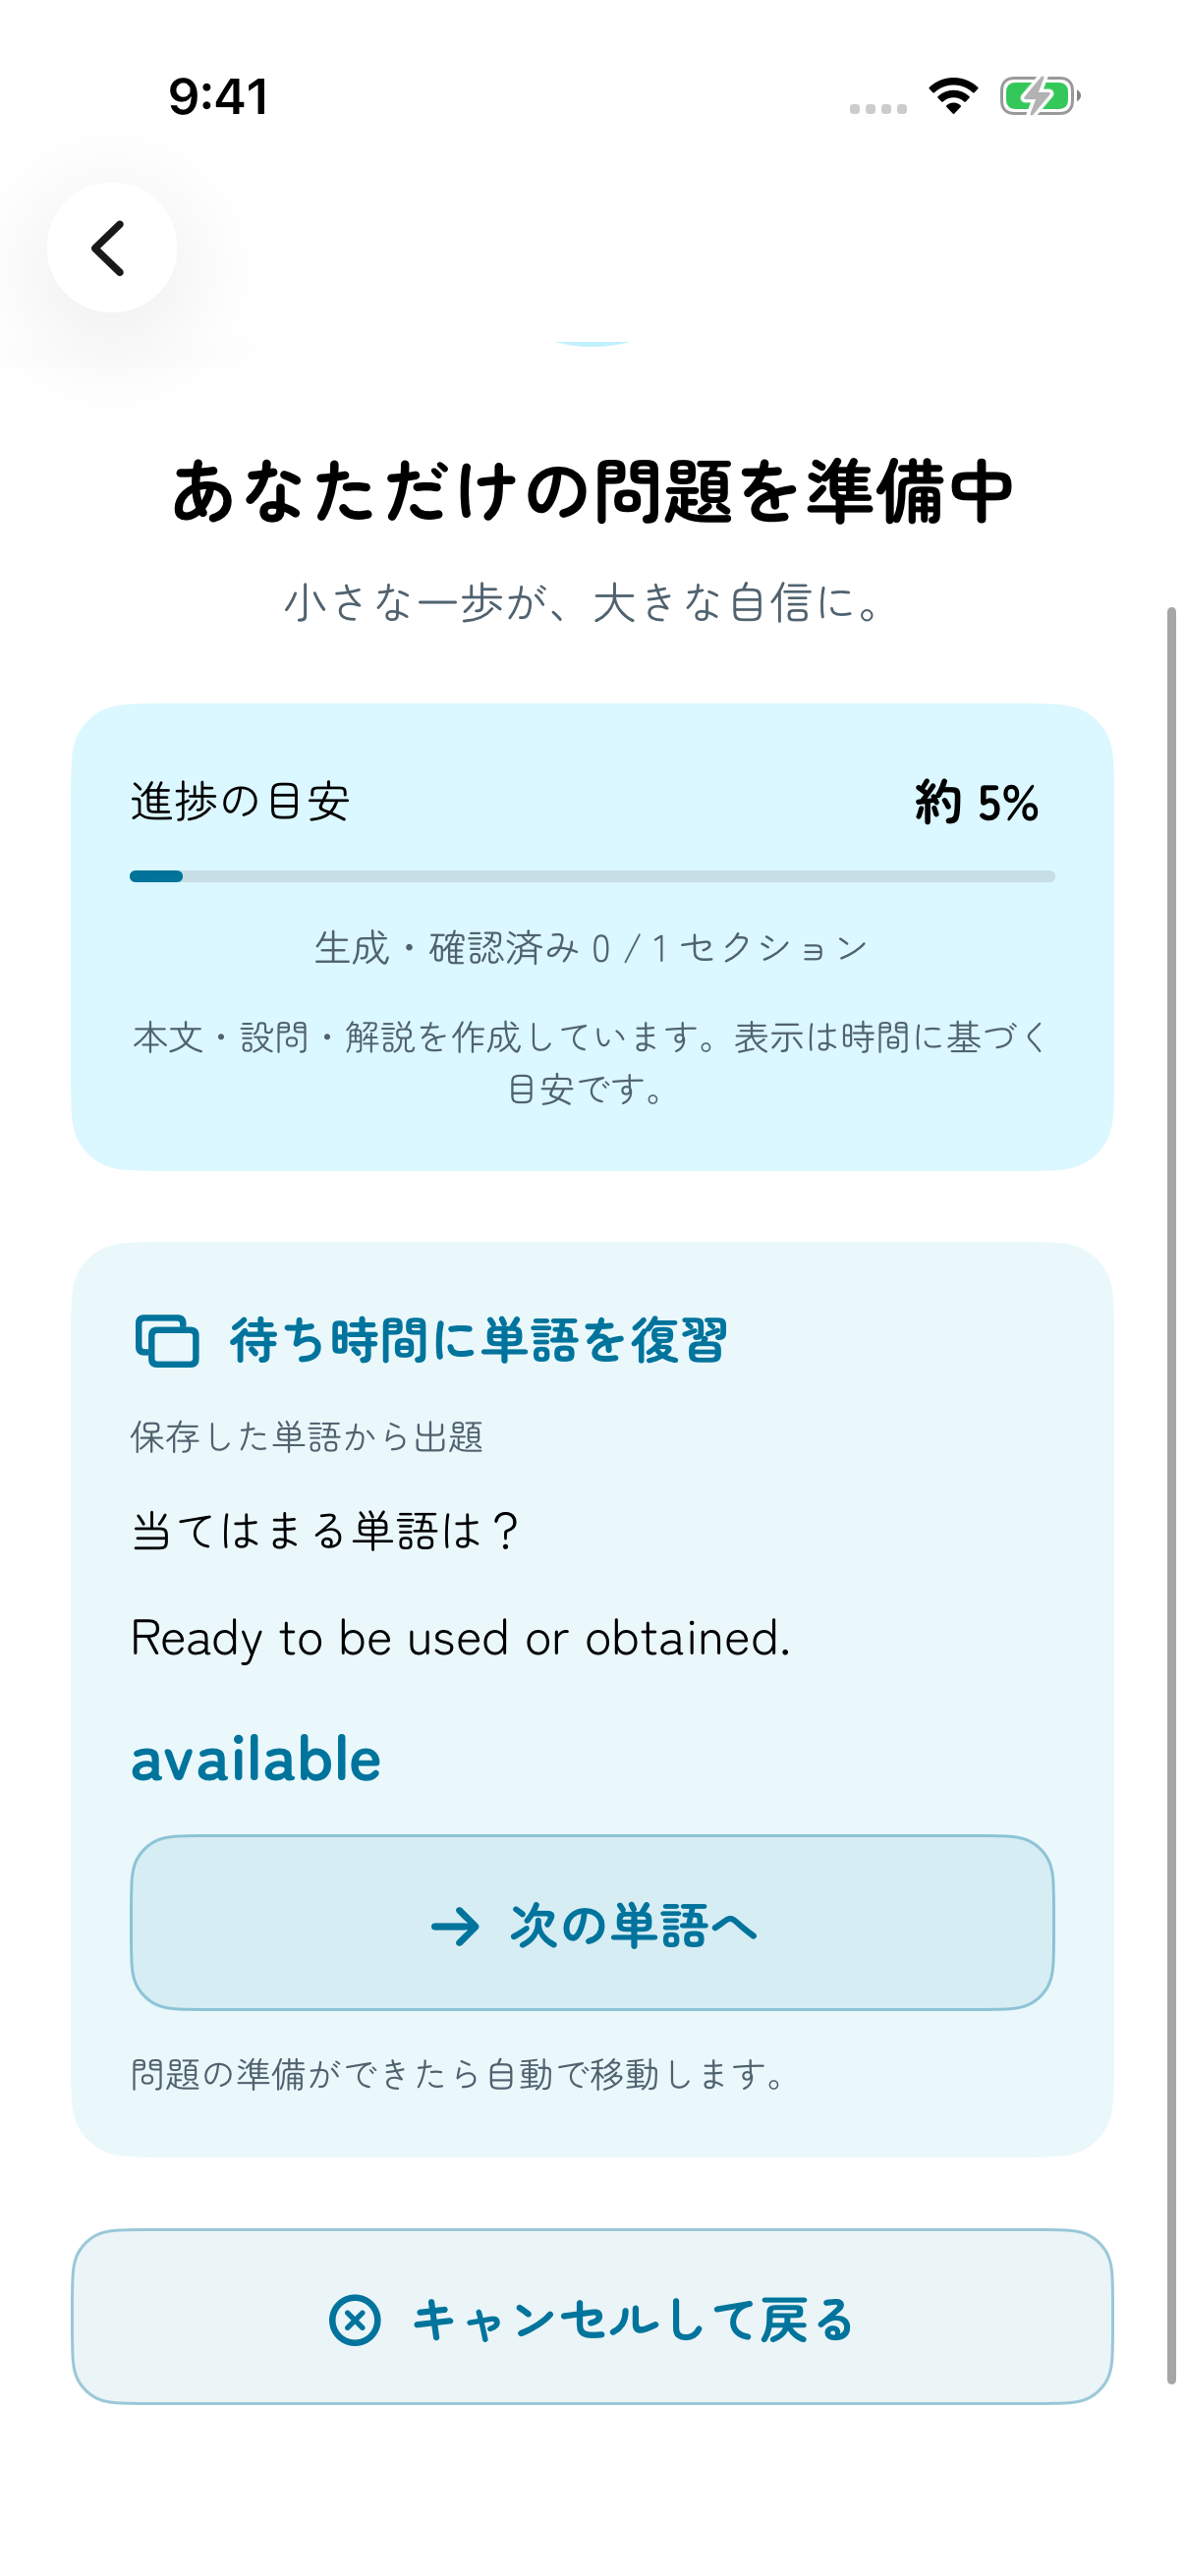 9:41
あなただけの問題を準備中
小さな一歩が、大きな自信に。
進捗の目安
約 5%
生成・確認済み 0 / 1 セクション
本文・設問・解説を作成しています。表示は時間に基づく
目安です。
待ち時間に単語を復習
保存した単語から出題
当てはまる単語は？
Ready to be used or obtained.
available
次の単語へ
問題の準備ができたら自動で移動します。
キャンセルして戻る